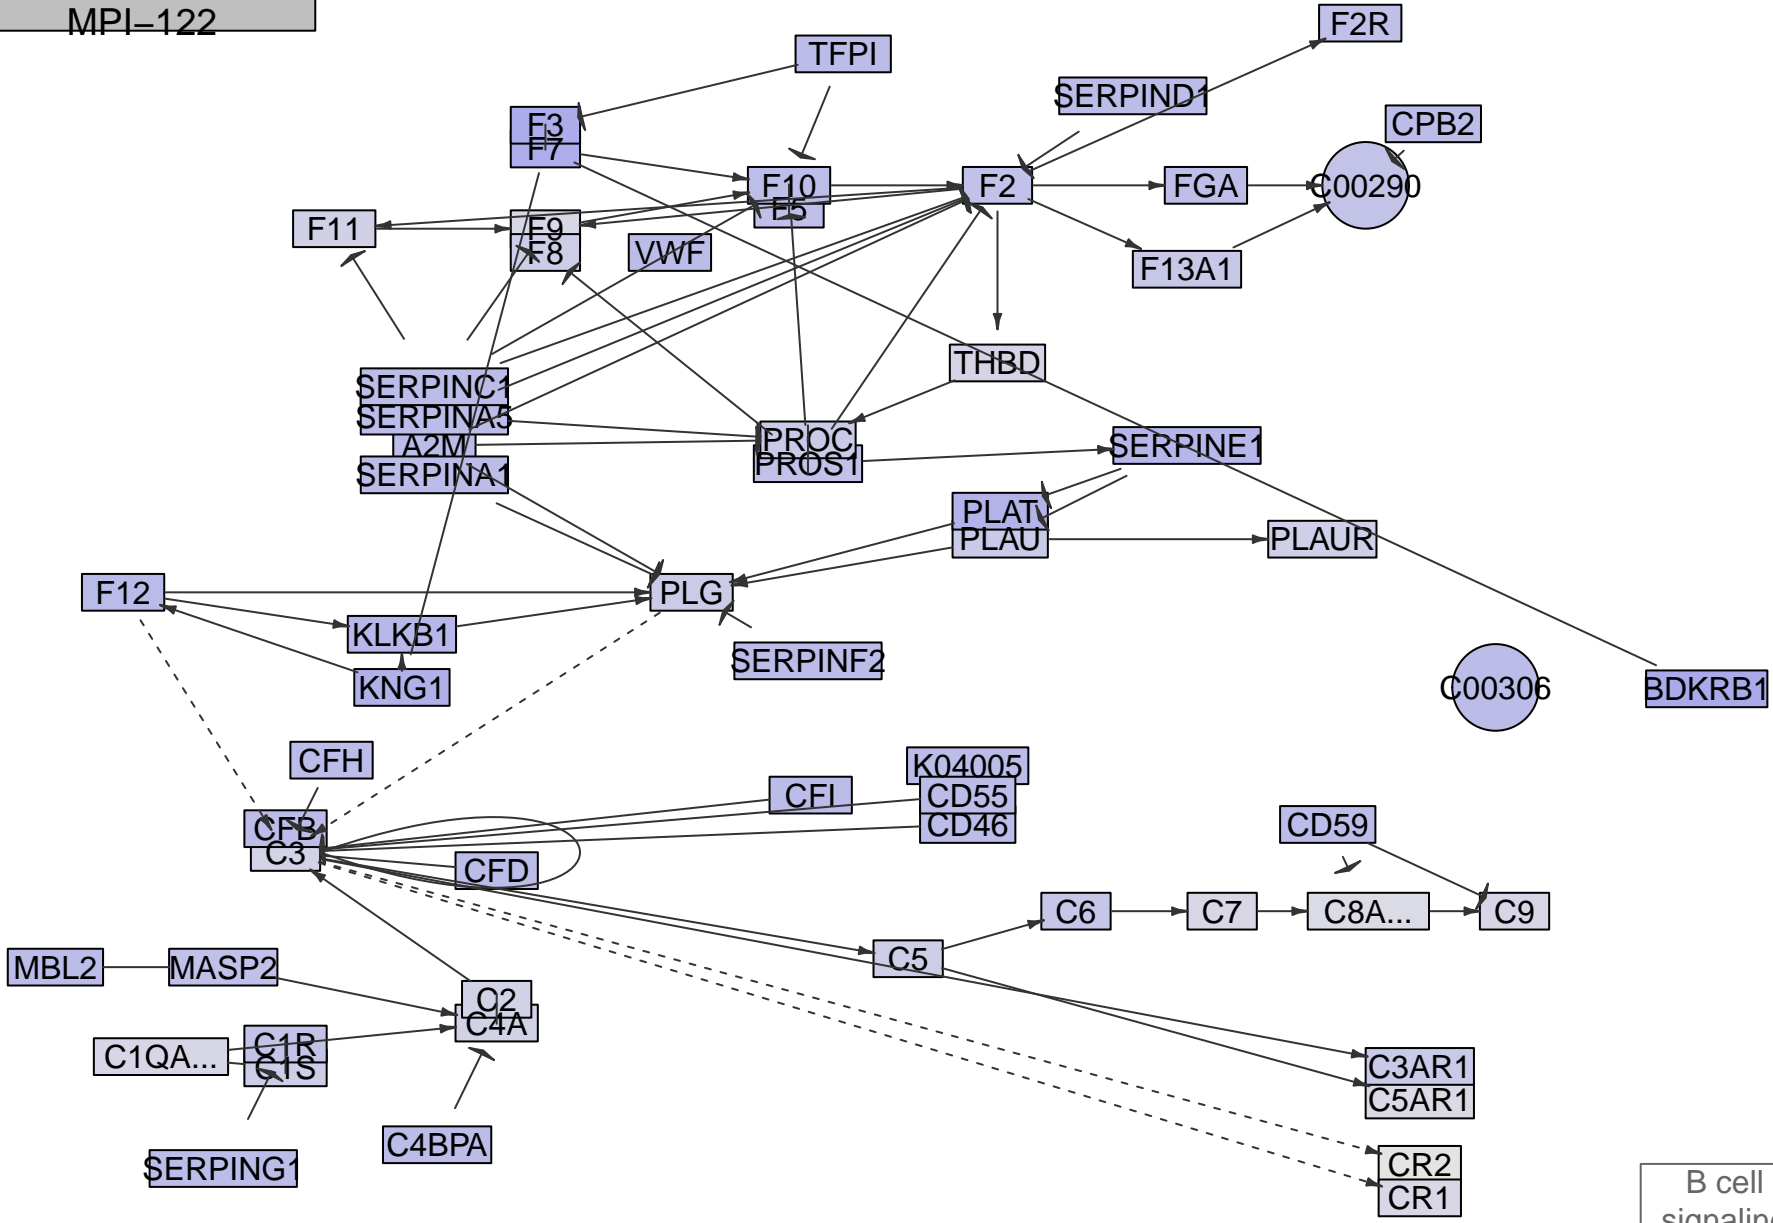 MPI–122
F2R
TFPI
SERPIND1
CPB2
F3
F7
F10
F5
F2
FGA
C00290
F11
F9
F8
VWF
F13A1
THBD
SERPINC1
SERPINA5
A2M
SERPINA1
PROC
PROS1
SERPINE1
PLAT
PLAU
PLAUR
F12
PLG
KLKB1
KNG1
SERPINF2
C00306
BDKRB1
CFH
CFI
K04005
CD55
CD46
CFB
C3
CFD
CD59
C6
C7
C8A...
C9
C5
MBL2
MASP2
C2
C4A
C1QA...
C1R
C1S
C3AR1
C5AR1
C4BPA
SERPING1
CR2
CR1
B cell
signaling